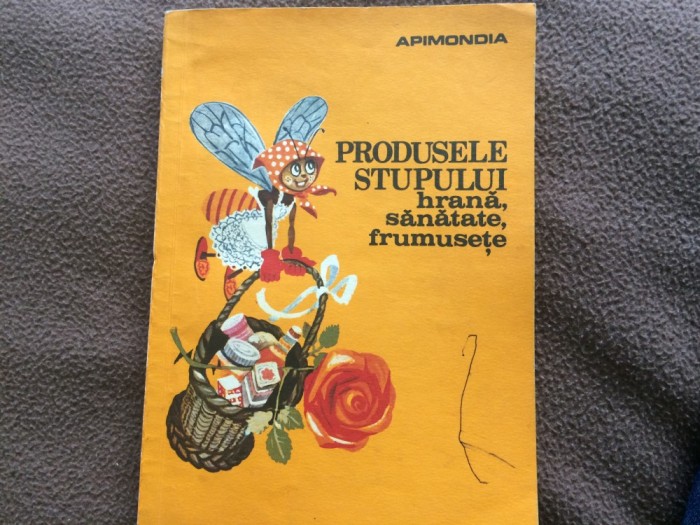 APIMONDIA
PRODUSELE
STUPULUI
hrană,
sănătate,
frumusețe